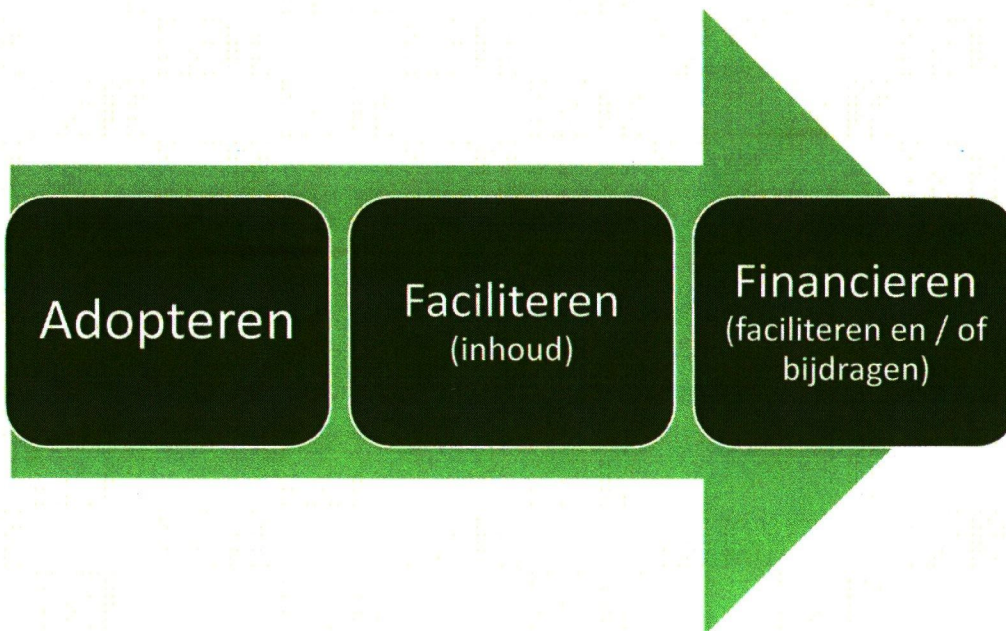 Adopteren
Faciliteren
(inhoud)
Financieren
(faciliteren en / of
bijdragen)